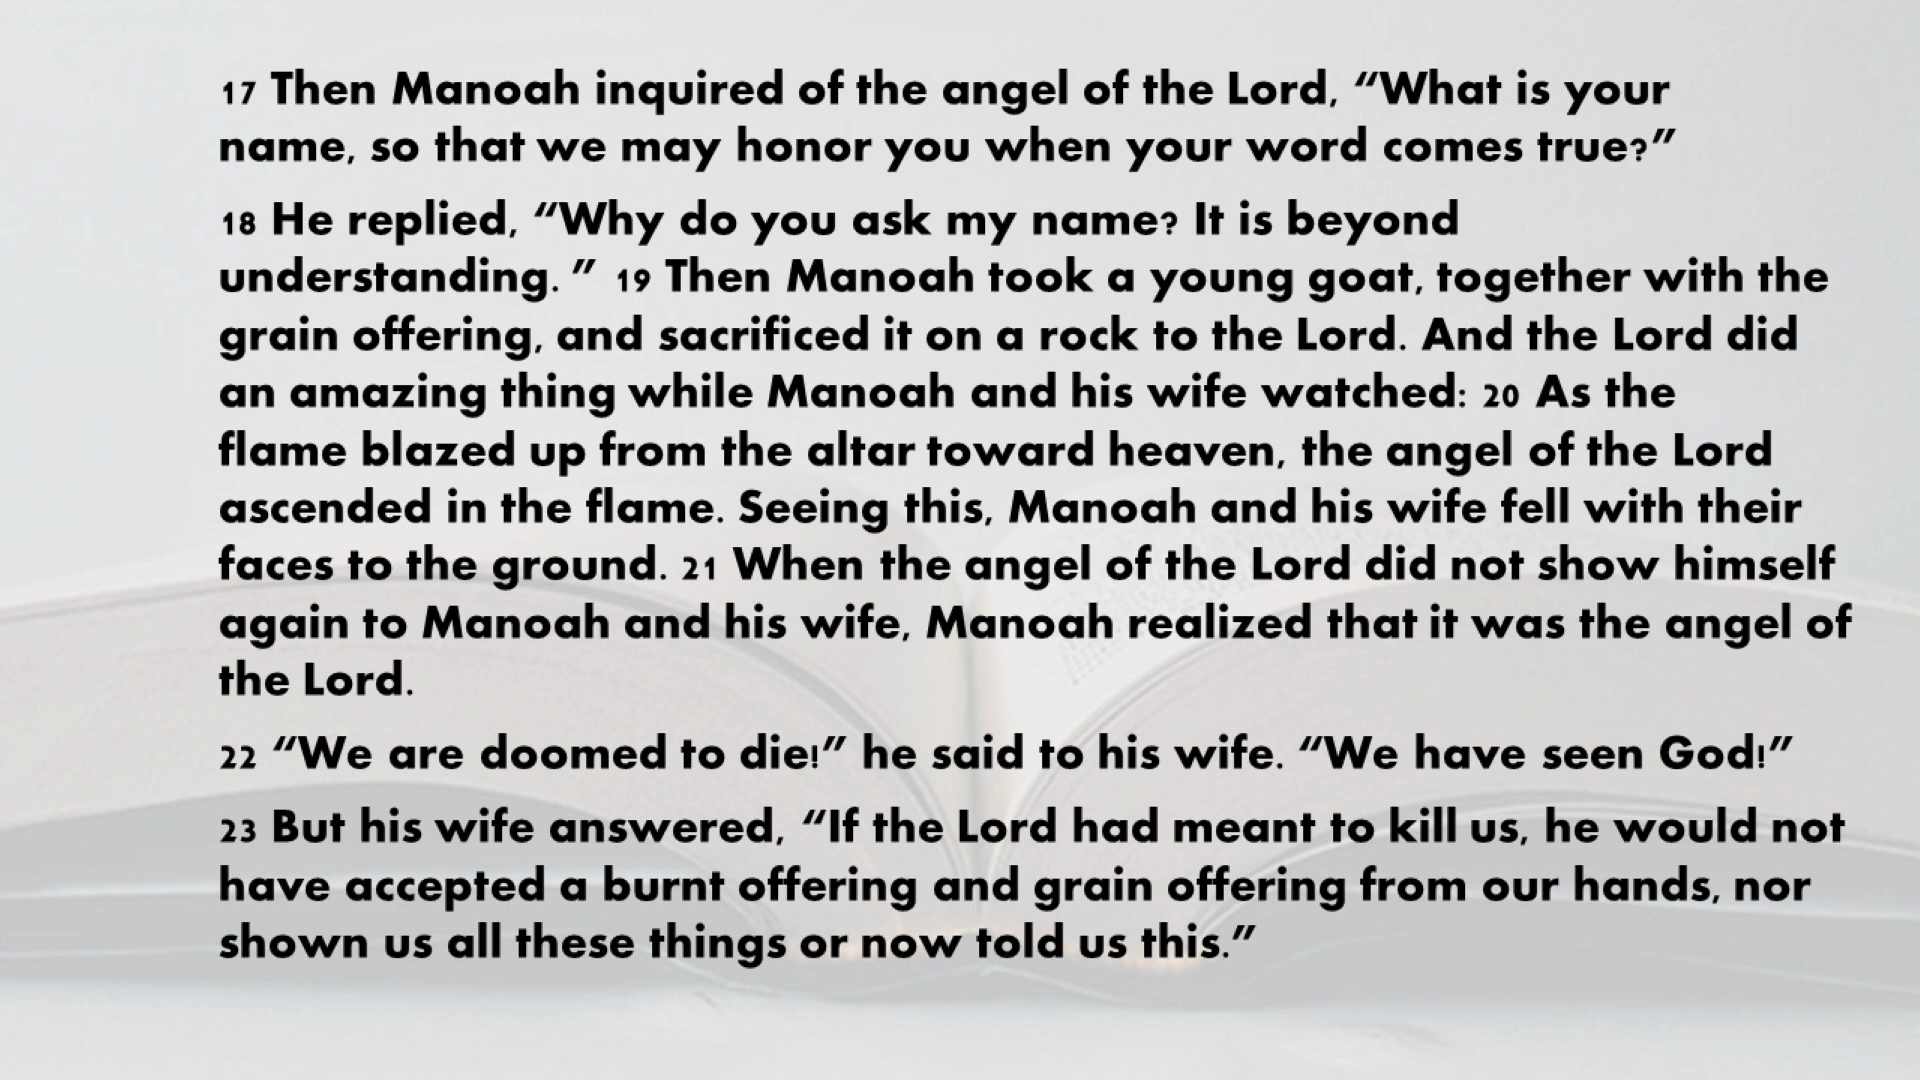 17 Then Manoah inquired of the angel of the Lord, “What is your
name, so that we may honor you when your word comes true?”
18 He replied, “Why do you ask my name? It is beyond
understanding. ” 19 Then Manoah took a young goat, together with the
grain offering, and sacrificed it on a rock to the Lord. And the Lord did
an amazing thing while Manoah and his wife watched: 20 As the
flame blazed up from the altar toward heaven, the angel of the Lord
ascended in the flame. Seeing this, Manoah and his wife fell with their
faces to the ground. 21 When the angel of the Lord did not show himself
again to Manoah and his wife, Manoah realized that it was the angel of
the Lord.
22 “We are doomed to die!” he said to his wife. “We have seen God!”
23 But his wife answered, “If the Lord had meant to kill us, he would not
have accepted a burnt offering and grain offering from our hands, nor
shown us all these things or now told us this.”